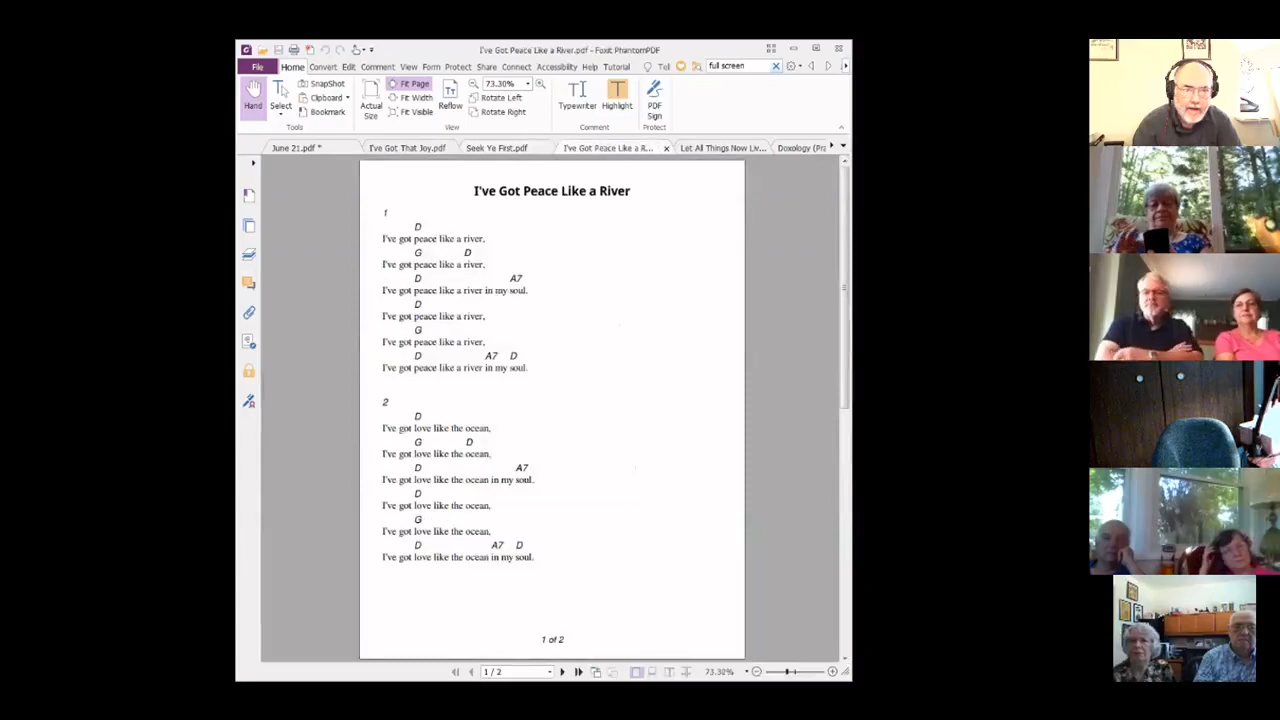 I've Got Peace Like a River.pdf - Foxit PhantomPDF
File Home Convert Edit Comment View Form Protect Share Connect Accessibility Help Tutorial Tel full screen
Hand
Select
SnapShot
Clipboard
Bookmark
Tools
Actual Size
Fit Page
Fit Width
Fit Visible
Reflow
73.30%
Rotate Left
Rotate Right
View
Typewriter
Highlight
Comment
PDF Sign
Protect
June 21.pdf * I've Got That Joy.pdf Seek Ye First.pdf I've Got Peace Like a R... Let All Things Now Liv... Doxology (Pra
I've Got Peace Like a River
1
D
I've got peace like a river,
G D
I've got peace like a river,
D A7
I've got peace like a river in my soul.
D
I've got peace like a river,
G
I've got peace like a river,
D A7 D
I've got peace like a river in my soul.
2
D
I've got love like the ocean,
G D
I've got love like the ocean,
D A7
I've got love like the ocean in my soul.
D
I've got love like the ocean,
G
I've got love like the ocean,
D A7 D
I've got love like the ocean in my soul.
1 of 2
1 / 2 73.30%